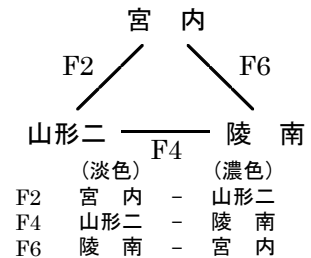 宮 内
F2 F6
山形二 陵 南
F4
(淡色) (濃色)
F2 宮 内 - 山形二
F4 山形二 - 陵 南
F6 陵 南 - 宮 内